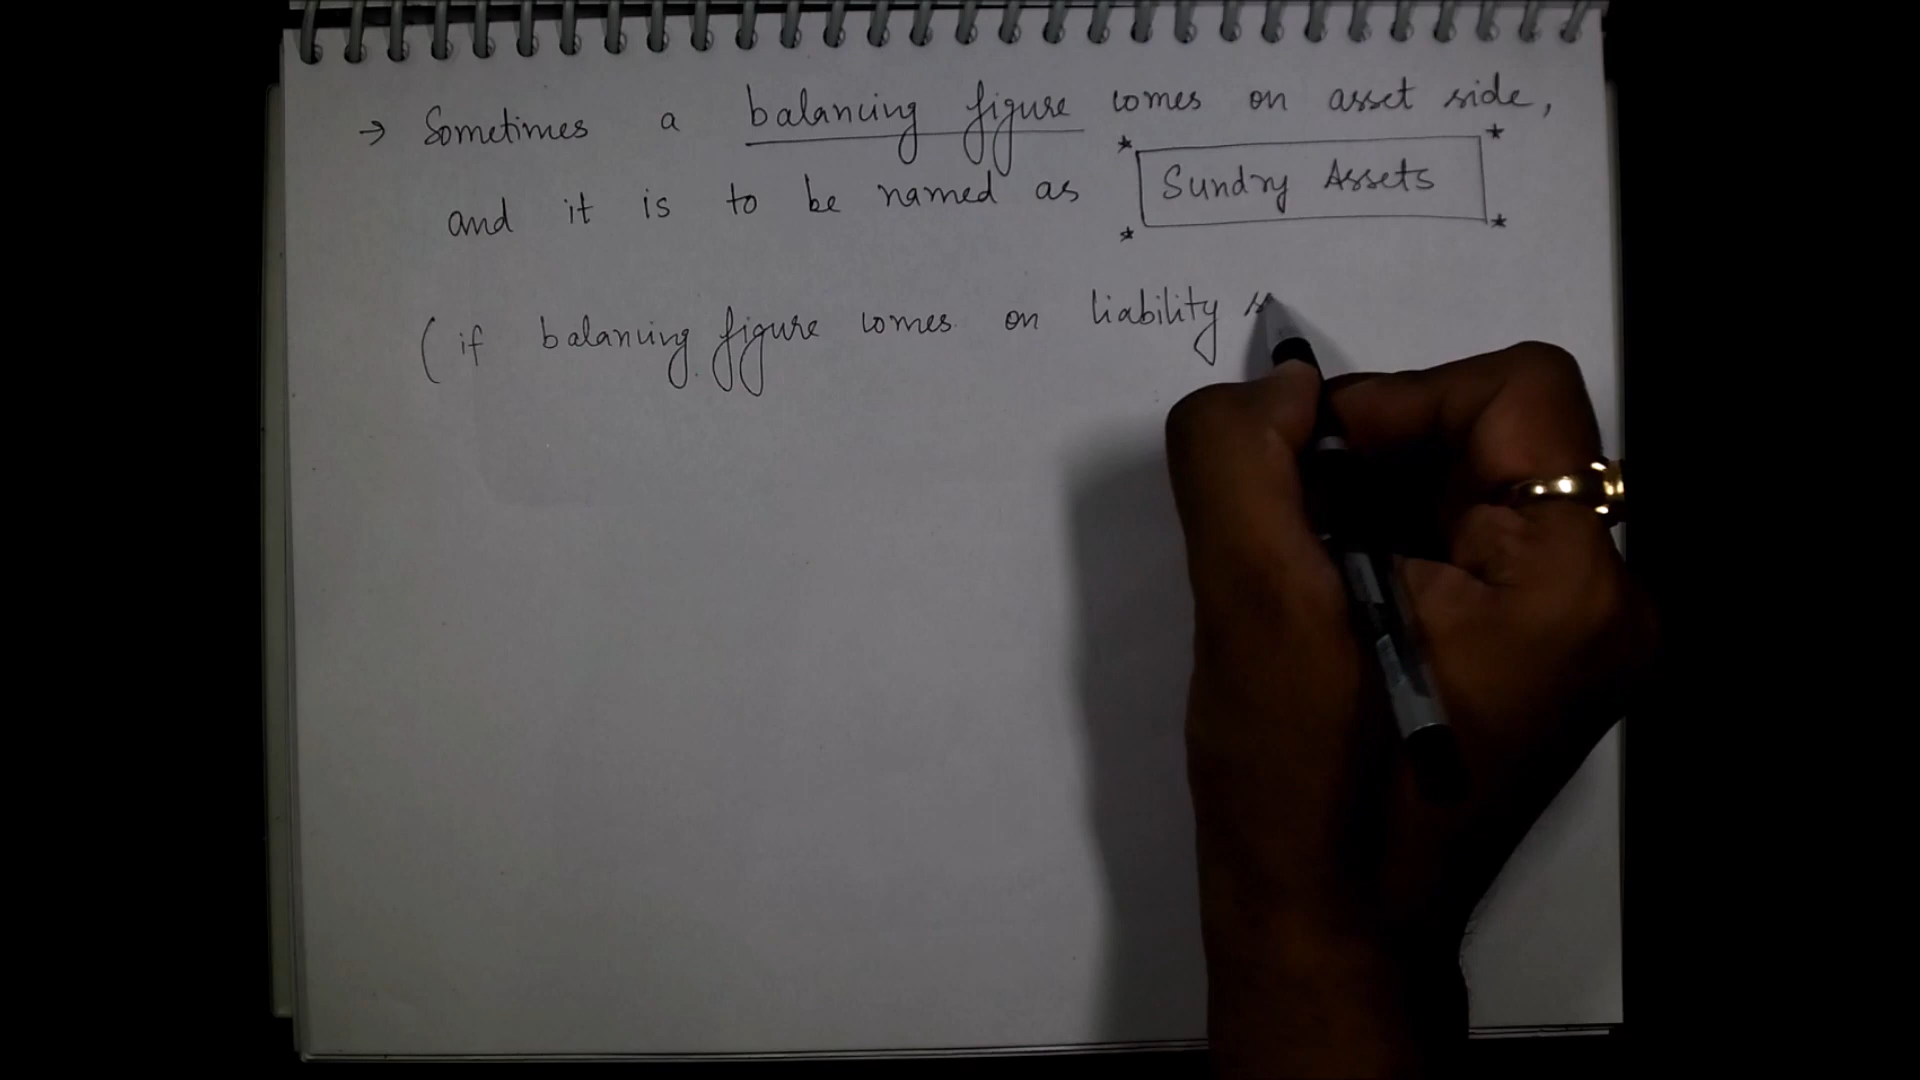 → Sometimes a balancing figure comes on asset side,
and it is to be named as Sundry Assets
(if balancing figure comes on liability s